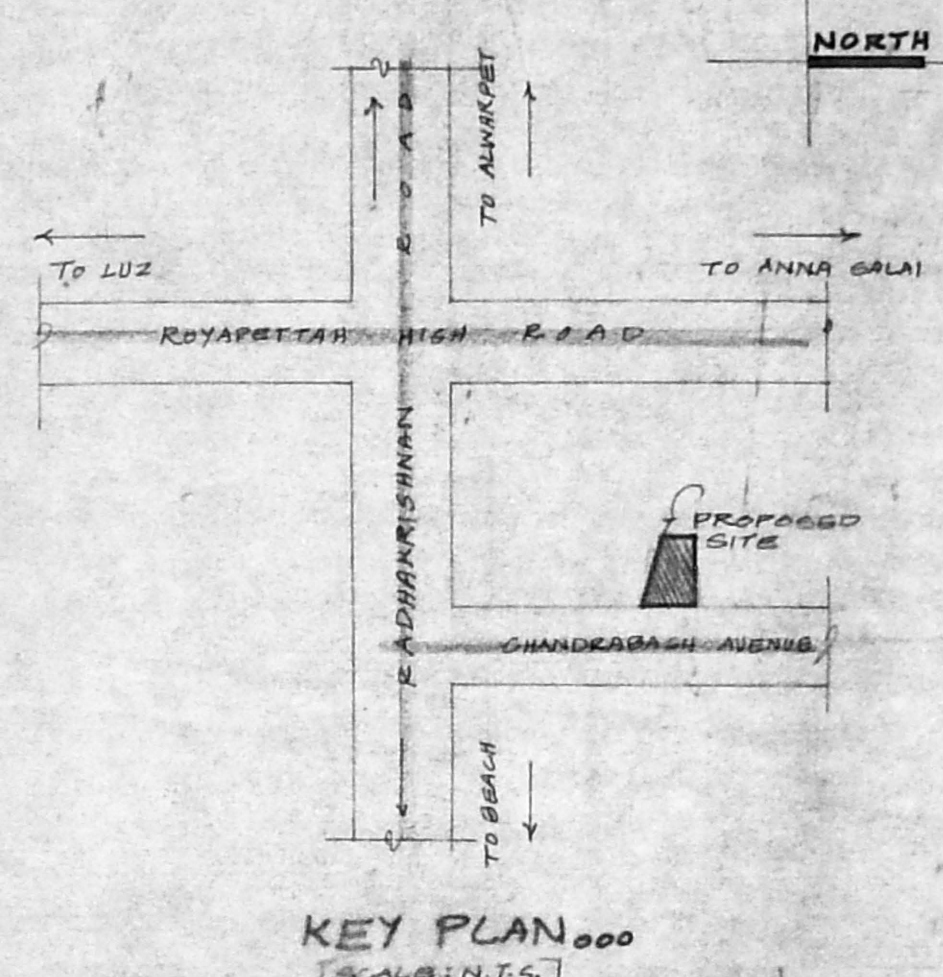 NORTH
TO ALWARPET
TO LUZ
TO ANNA SALAI
ROYAPETTAH HIGH ROAD
RADHAKRISHNAN ROAD
PROPOSED
SITE
CHANDRABAGH AVENUE
TO BEACH
KEY PLAN...
[SCALE: N.T.S.]